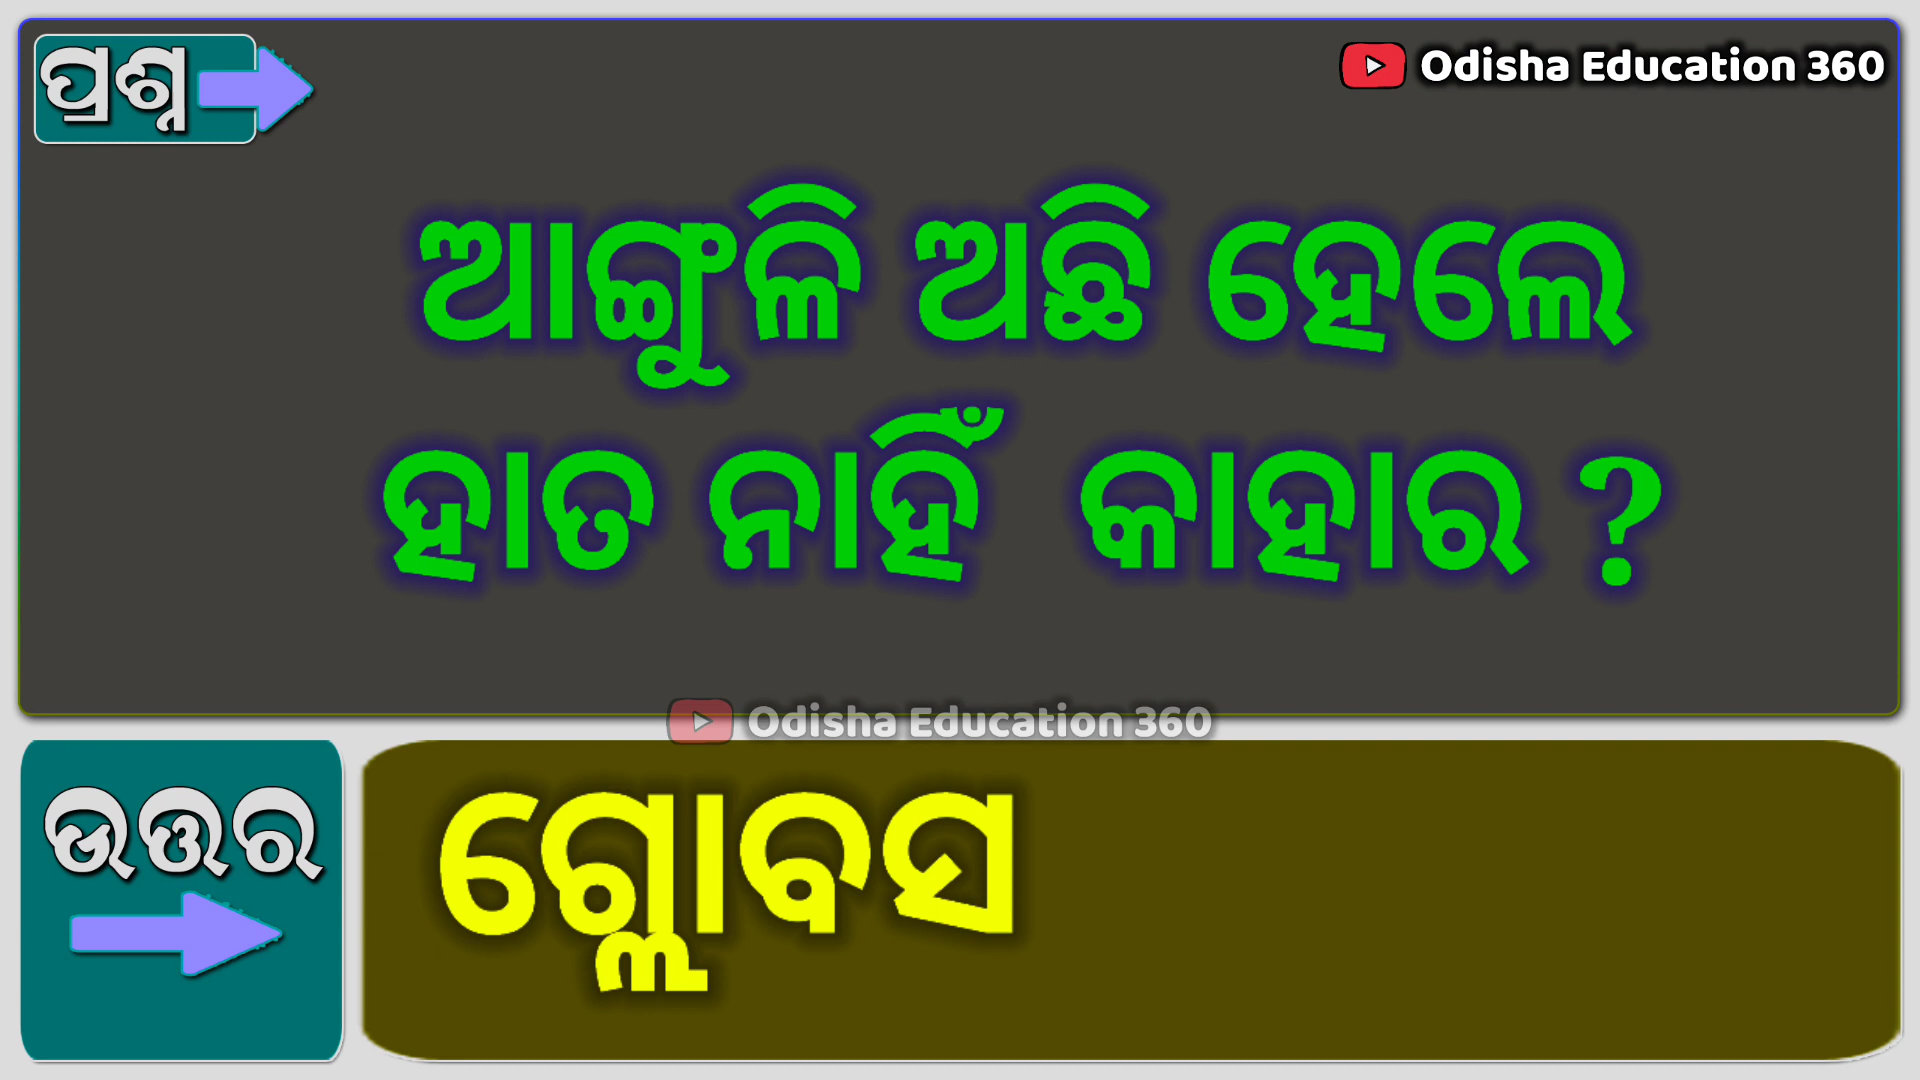 ପ୍ରଶ୍ନ
Odisha Education 360
ଆଙ୍ଗୁଳି ଅଛି ହେଲେ
ହାତ ନାହିଁ କାହାର ?
Odisha Education 360
ଉତ୍ତର
ଗ୍ଲୋବସ